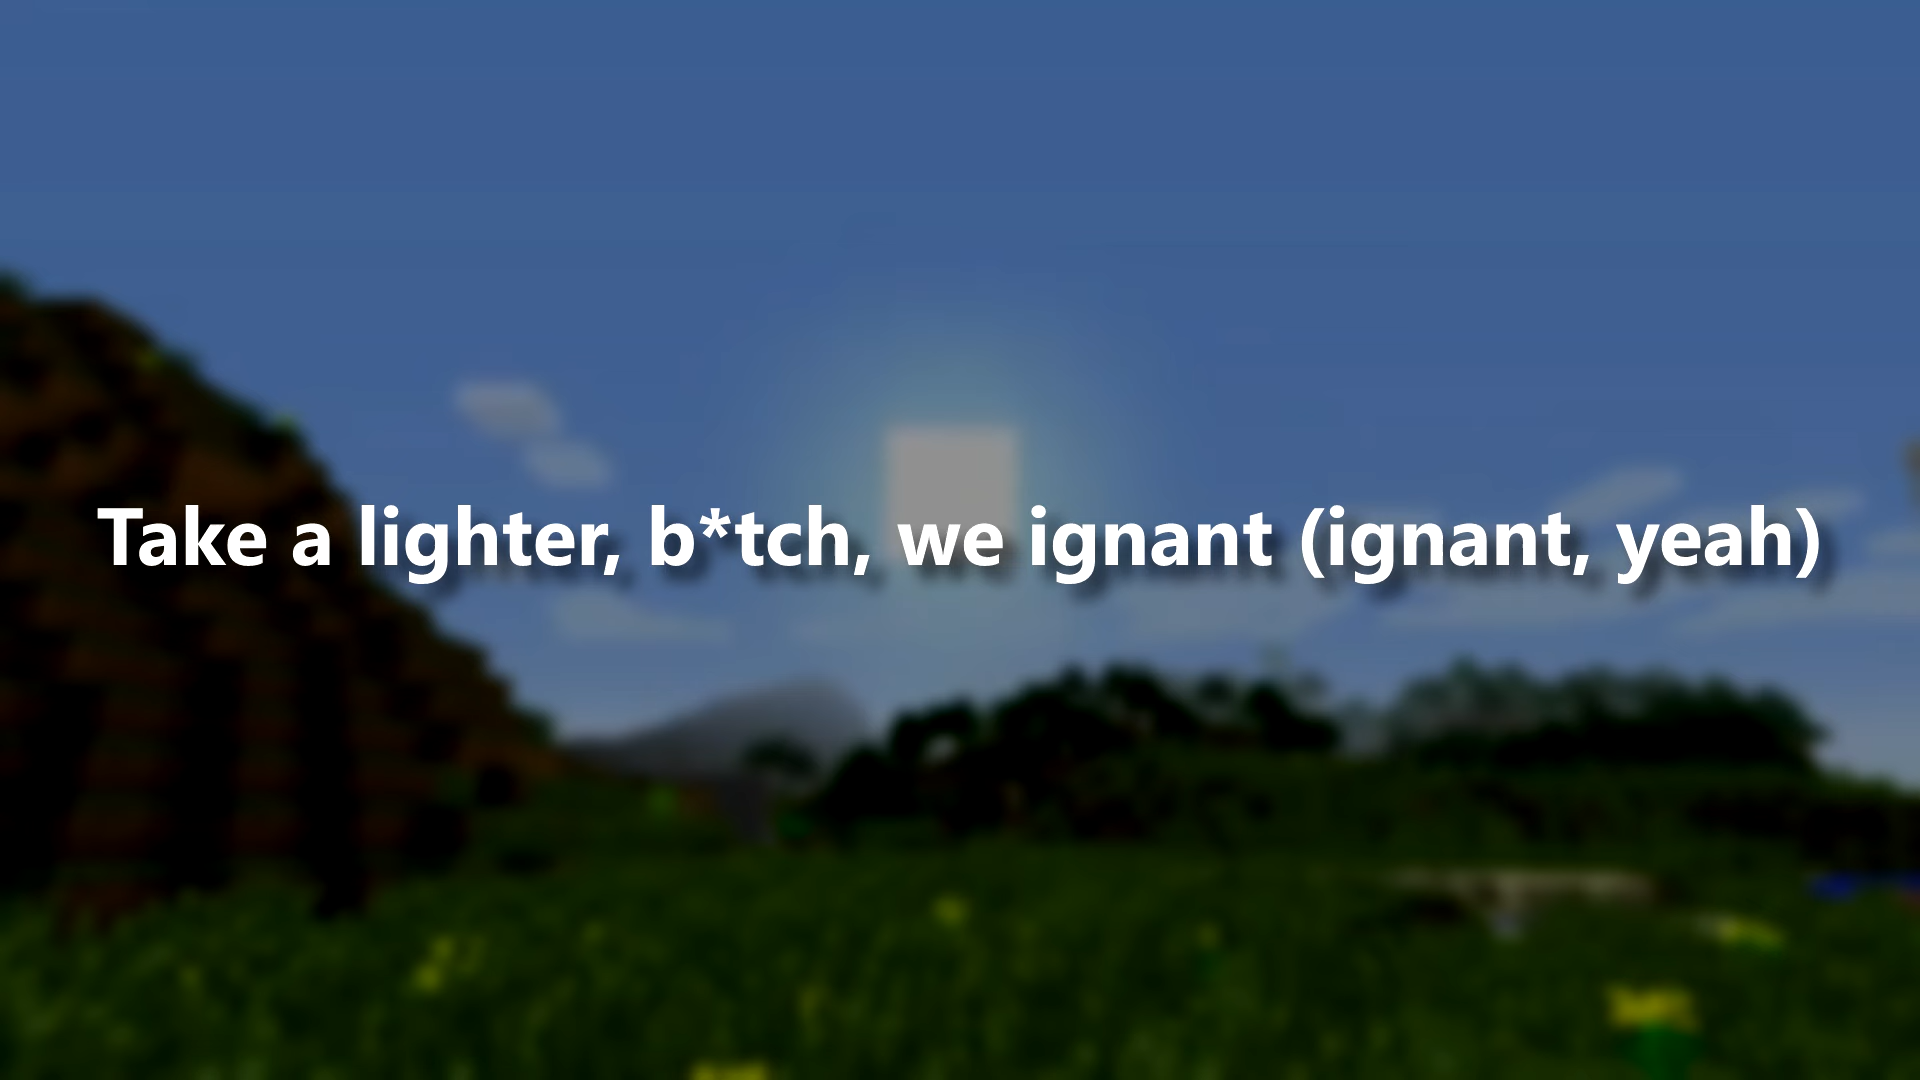 Take a lighter, b*tch, we ignant (ignant, yeah)